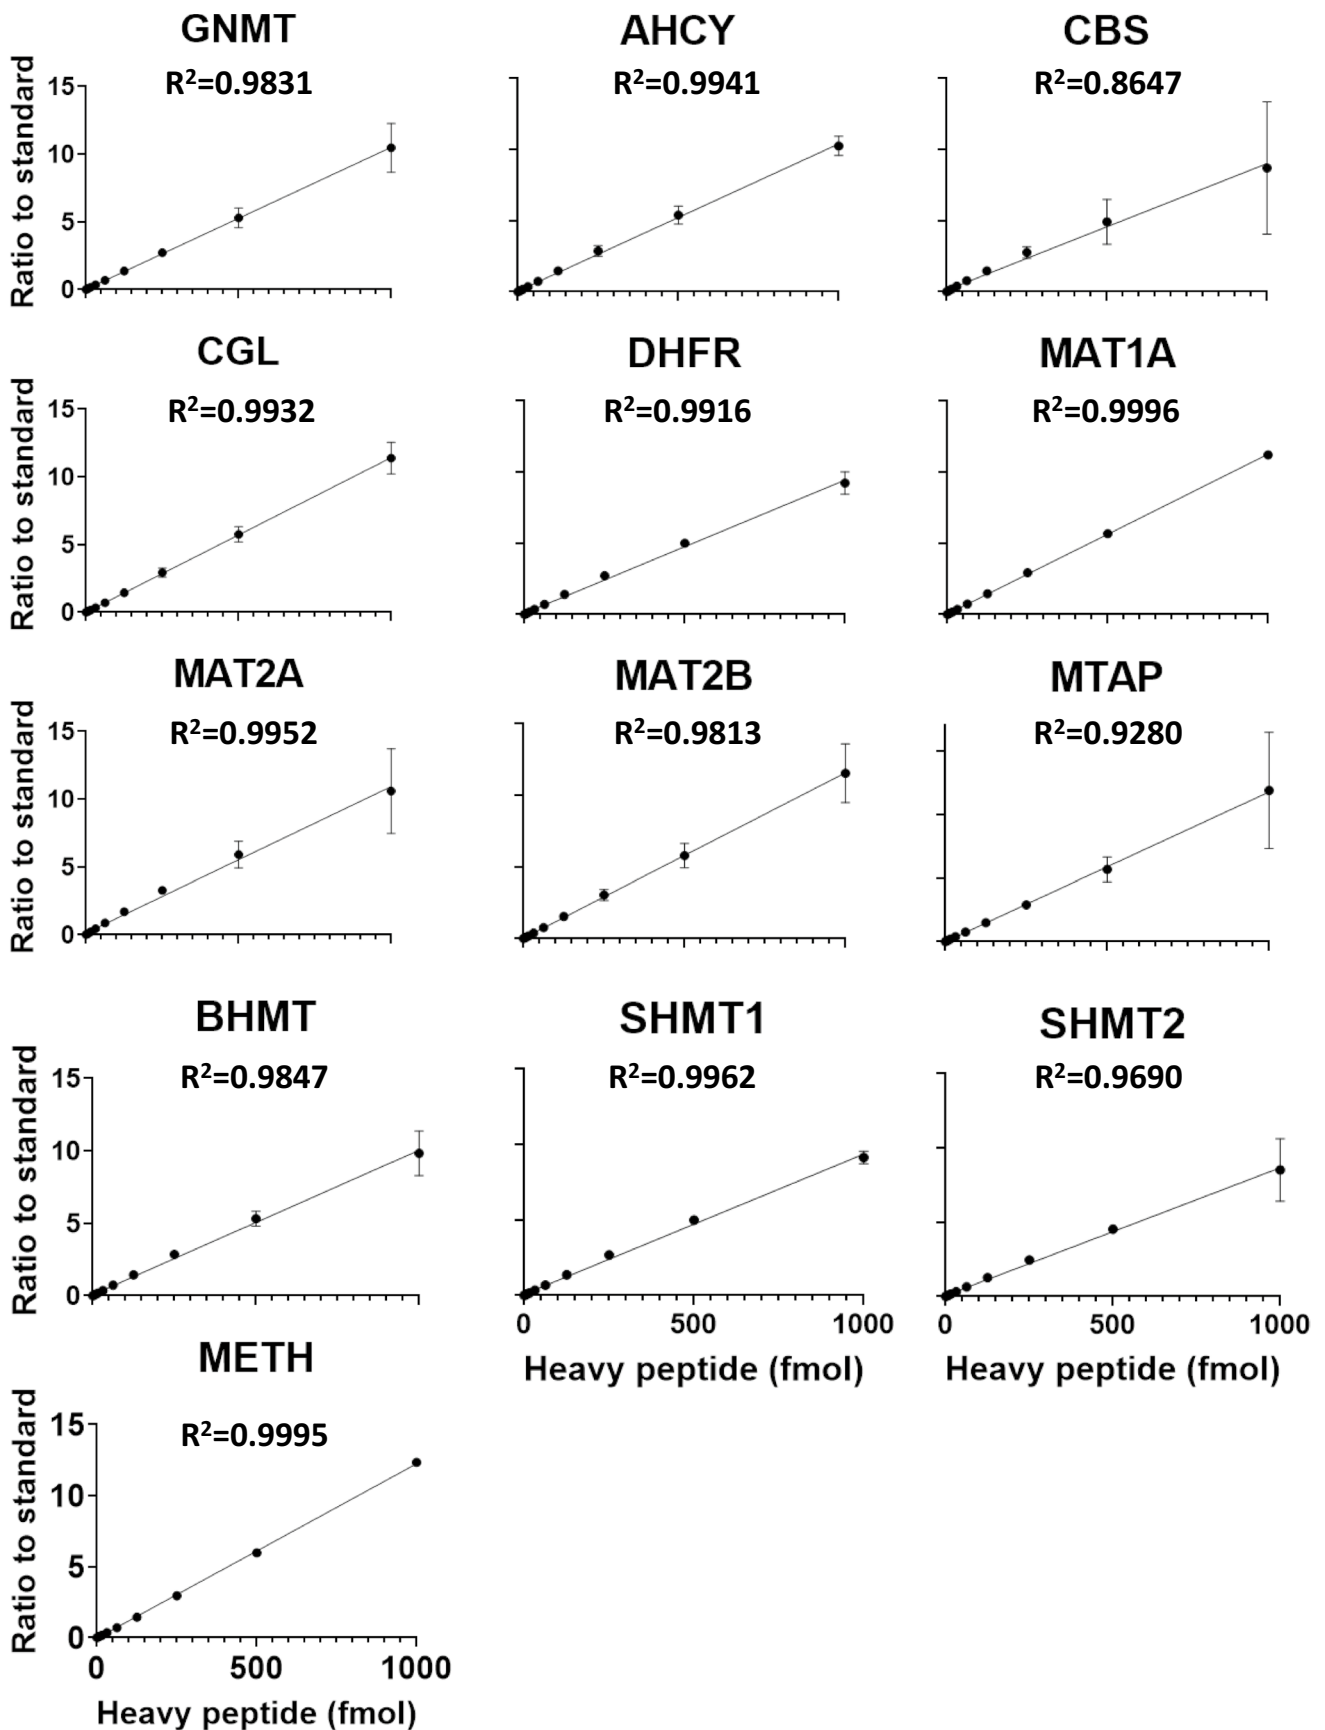 GNMT
R²=0.9831
Ratio to standard
15
10
5
0
AHCY
R²=0.9941
CBS
R²=0.8647
CGL
R²=0.9932
Ratio to standard
15
10
5
0
DHFR
R²=0.9916
MAT1A
R²=0.9996
MAT2A
R²=0.9952
Ratio to standard
15
10
5
0
MAT2B
R²=0.9813
MTAP
R²=0.9280
BHMT
R²=0.9847
Ratio to standard
15
10
5
0
SHMT1
R²=0.9962
0 500 1000
Heavy peptide (fmol)
SHMT2
R²=0.9690
0 500 1000
Heavy peptide (fmol)
METH
R²=0.9995
Ratio to standard
15
10
5
0
0 500 1000
Heavy peptide (fmol)